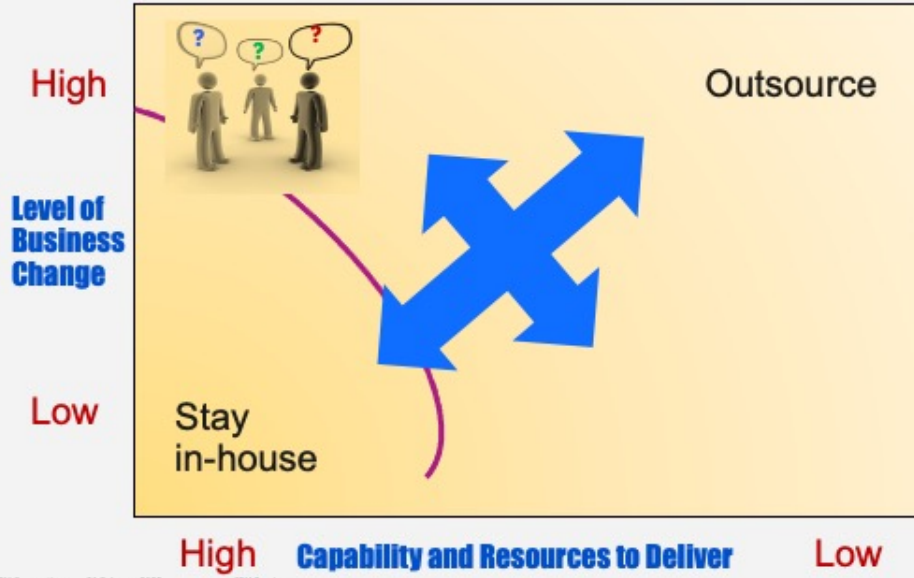 ?
?
?
High
Outsource
Level of
Business
Change
Low
Stay
in-house
High
Capability and Resources to Deliver
Low